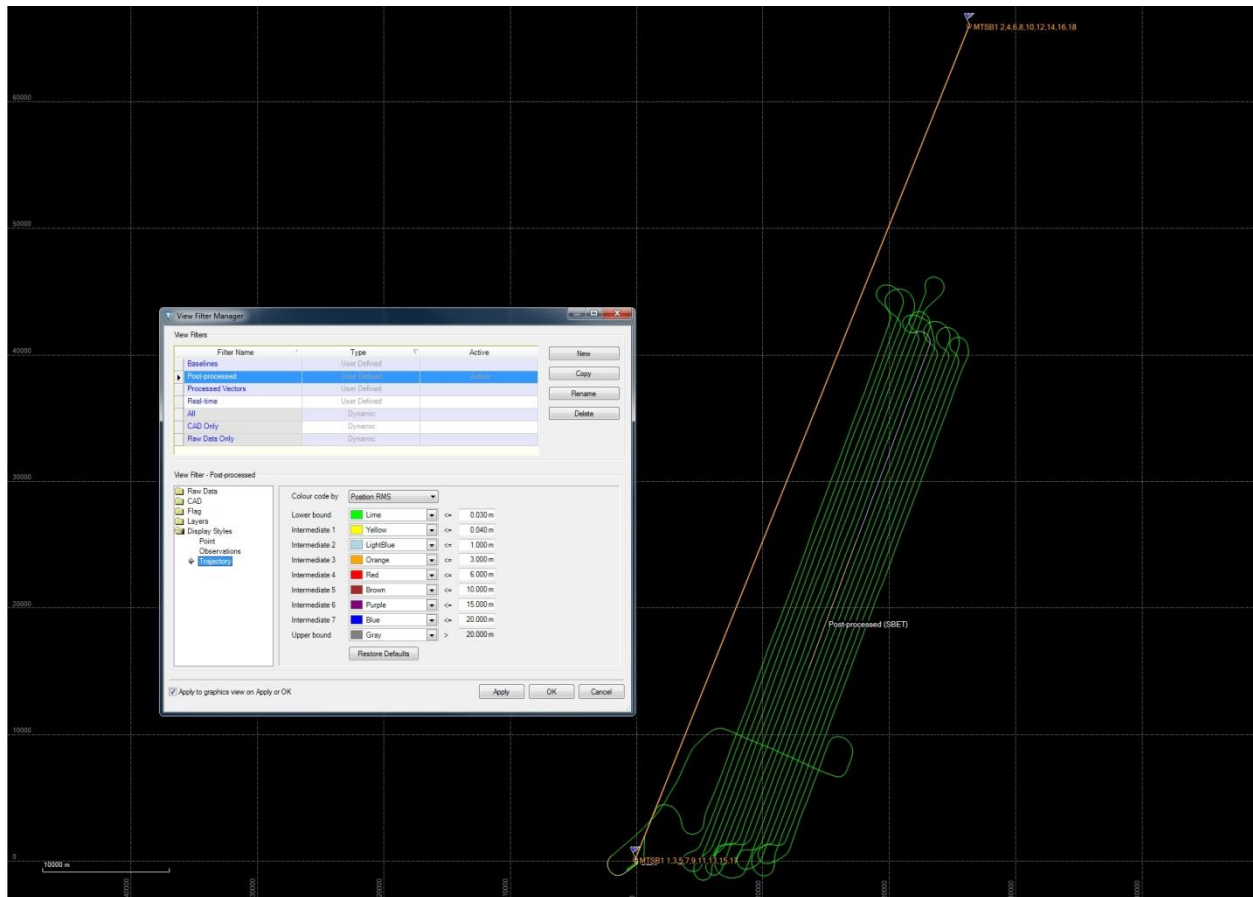 MTSB1 2,4,6,8,10,12,14,16,18
60000
50000
40000
30000
20000
10000
0
View Filter Manager
View Filters
Filter Name Type Active
Baselines User Defined
Post-processed User Defined Active
Processed Vectors User Defined
Real-time User Defined
All Dynamic
CAD Only Dynamic
Raw Data Only Dynamic
New
Copy
Rename
Delete
View Filter - Post-processed
Raw Data
CAD
Flag
Layers
Display Styles
Point
Observations
Trajectory
Colour code by Position RMS
Lower bound Lime <= 0.030 m
Intermediate 1 Yellow <= 0.040 m
Intermediate 2 LightBlue <= 1.000 m
Intermediate 3 Orange <= 3.000 m
Intermediate 4 Red <= 6.000 m
Intermediate 5 Brown <= 10.000 m
Intermediate 6 Purple <= 15.000 m
Intermediate 7 Blue <= 20.000 m
Upper bound Gray > 20.000 m
Restore Defaults
Apply to graphics view on Apply or OK
Apply OK Cancel
Post-processed (SBET)
MTSB1 1,3,5,7,9,11,13,15,17
10000 m